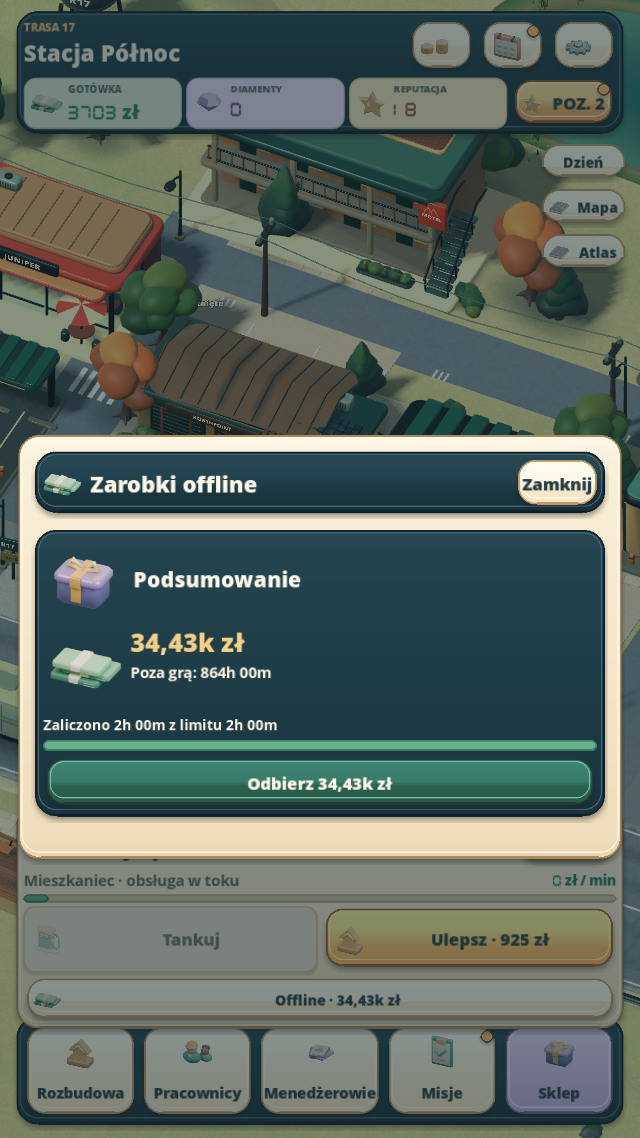 TRASA 17
Stacja Północ
GOTÓWKA
3703 zł
DIAMENTY
0
REPUTACJA
18
POZ. 2
Dzień
Mapa
Atlas
MOTEL
JUNIPER
Zarobki offline
Zamknij
Podsumowanie
34,43k zł
Poza grą: 864h 00m
Zaliczono 2h 00m z limitu 2h 00m
Odbierz 34,43k zł
Mieszkaniec · obsługa w toku
0 zł / min
Tankuj
Ulepsz · 925 zł
Offline · 34,43k zł
Rozbudowa
Pracownicy
Menedżerowie
Misje
Sklep